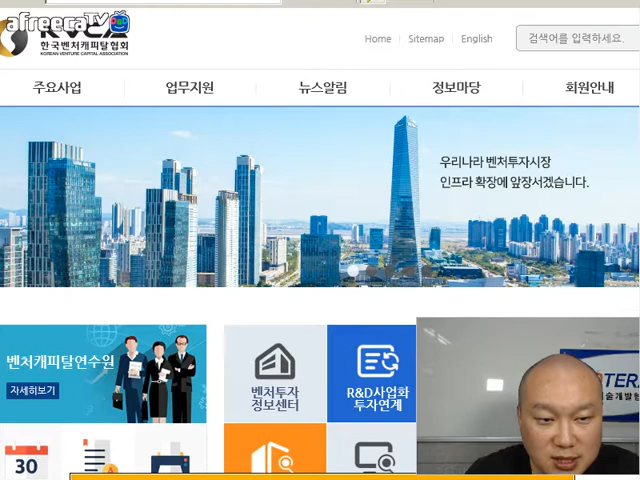 afreecaTV
KVCA
한국벤처캐피탈협회
KOREAN VENTURE CAPITAL ASSOCIATION
Home
Sitemap
English
검색어를 입력하세요.
주요사업
업무지원
뉴스알림
정보마당
회원안내
우리나라 벤처투자시장
인프라 확장에 앞장서겠습니다.
벤처캐피탈연수원
자세히보기
벤처투자
정보센터
R&D사업화
투자연계
30